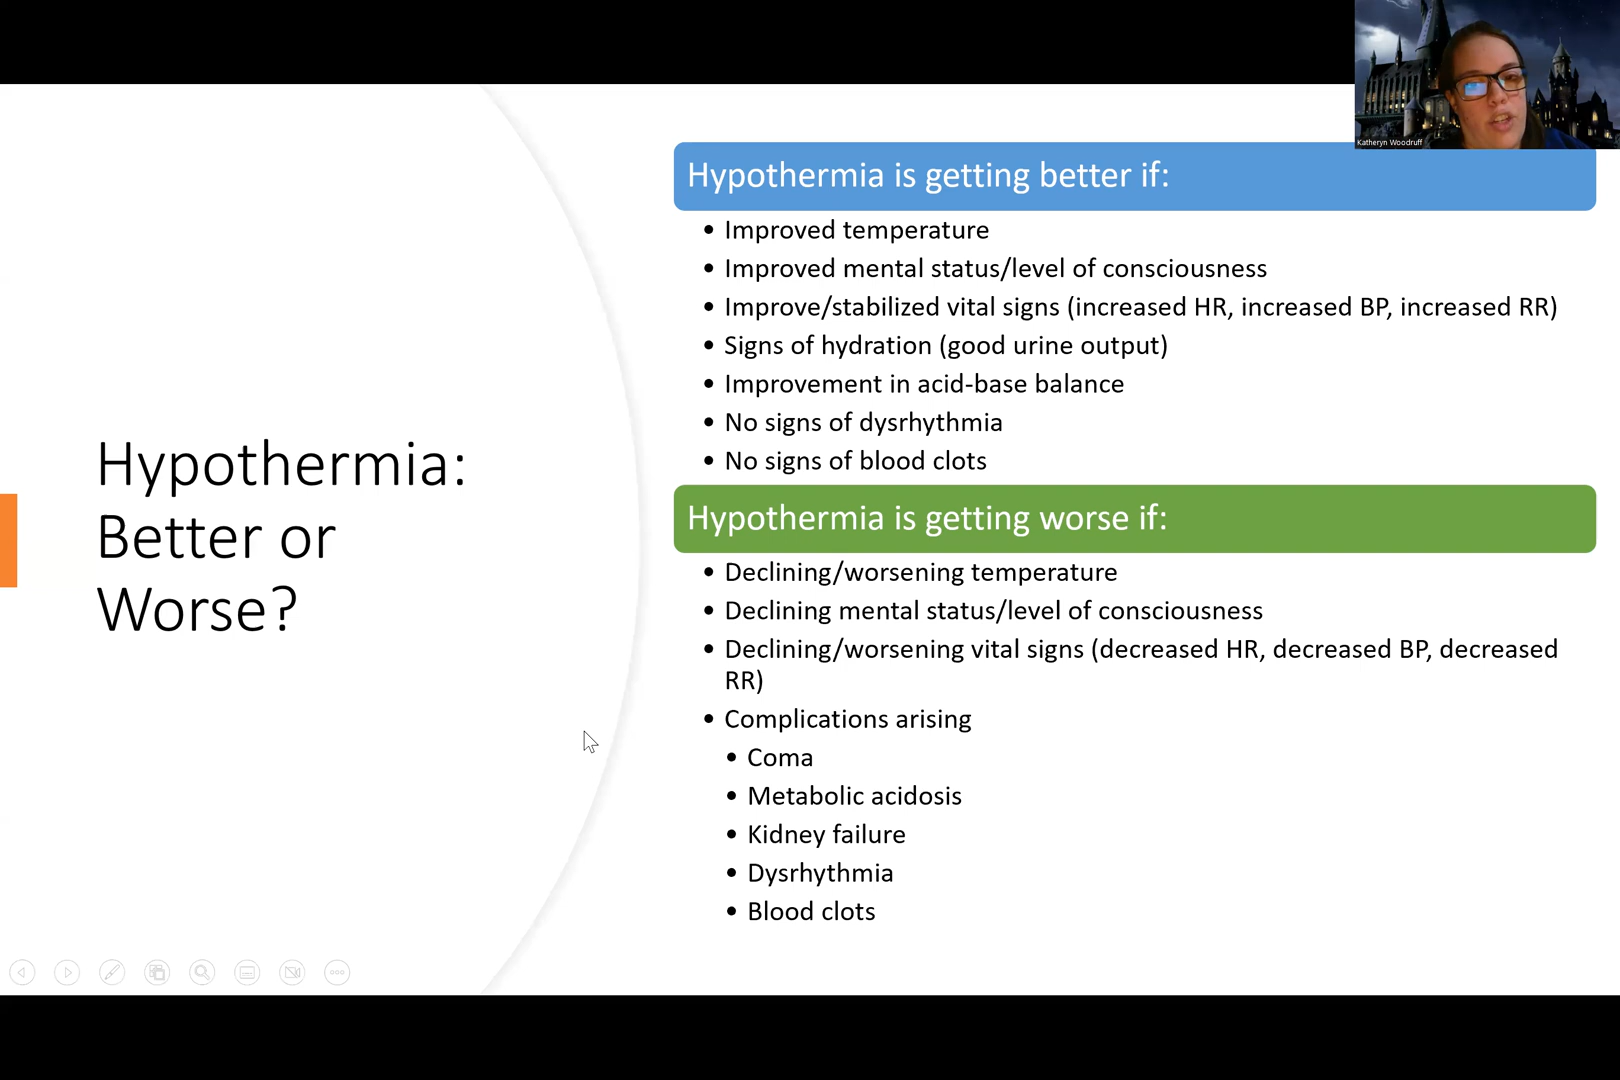 Katheryn Woodruff
Hypothermia:
Better or
Worse?
Hypothermia is getting better if:
• Improved temperature
• Improved mental status/level of consciousness
• Improve/stabilized vital signs (increased HR, increased BP, increased RR)
• Signs of hydration (good urine output)
• Improvement in acid-base balance
• No signs of dysrhythmia
• No signs of blood clots
Hypothermia is getting worse if:
• Declining/worsening temperature
• Declining mental status/level of consciousness
• Declining/worsening vital signs (decreased HR, decreased BP, decreased
RR)
• Complications arising
• Coma
• Metabolic acidosis
• Kidney failure
• Dysrhythmia
• Blood clots